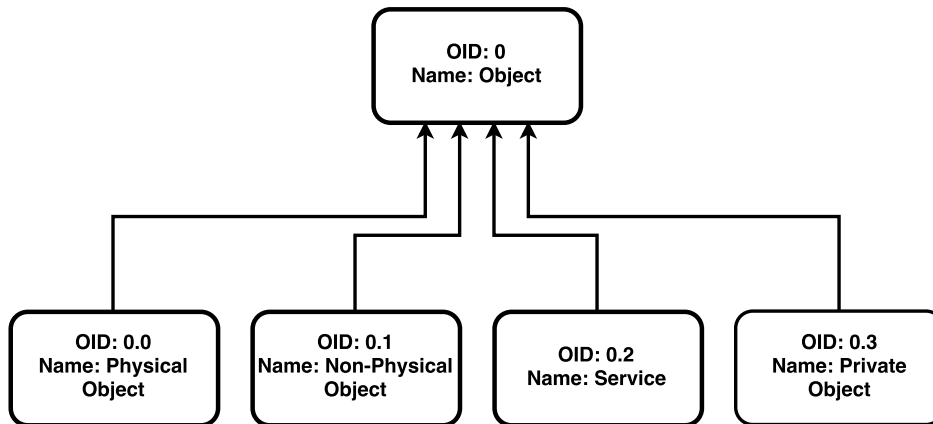 OID: 0
Name: Object
OID: 0.0
Name: Physical
Object
OID: 0.1
Name: Non-Physical
Object
OID: 0.2
Name: Service
OID: 0.3
Name: Private
Object